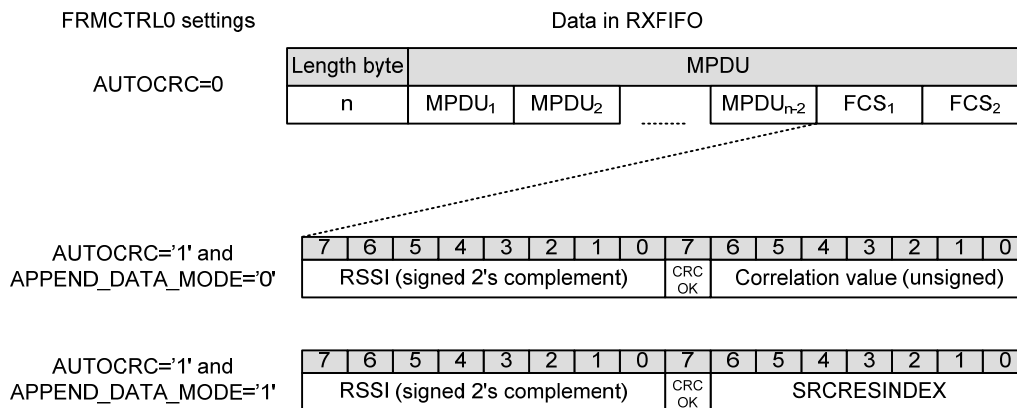 FRMCTRL0 settings Data in RXFIFO
AUTOCRC=0
Length byte MPDU
n MPDU1 MPDU2 ........ MPDUn-2 FCS1 FCS2
AUTOCRC='1' and
APPEND_DATA_MODE='0'
7 6 5 4 3 2 1 0 7 6 5 4 3 2 1 0
RSSI (signed 2's complement) CRC OK Correlation value (unsigned)
AUTOCRC='1' and
APPEND_DATA_MODE='1'
7 6 5 4 3 2 1 0 7 6 5 4 3 2 1 0
RSSI (signed 2's complement) CRC OK SRCRESINDEX